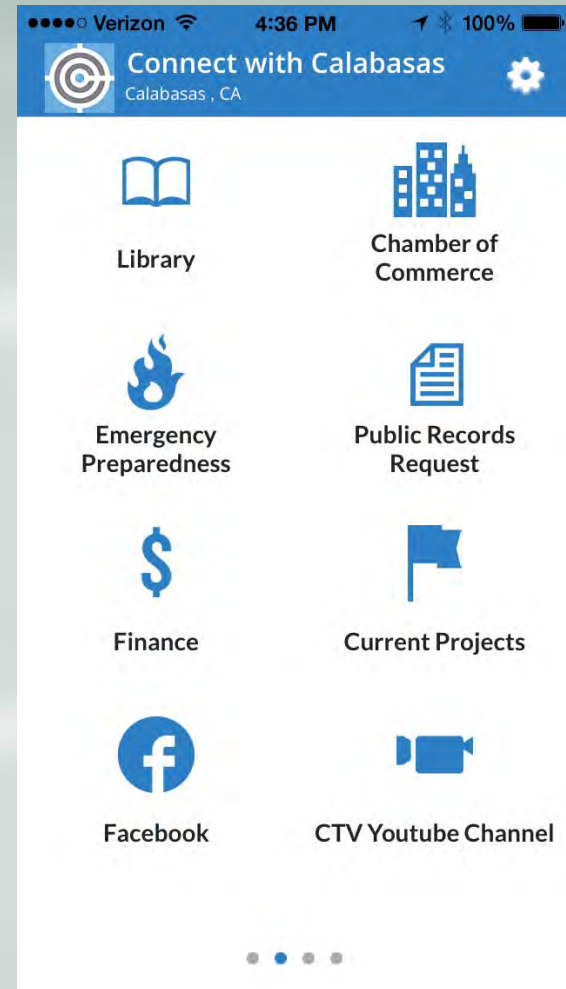 Verizon 4:36 PM 100%
Connect with Calabasas
Calabasas , CA
Library
Chamber of
Commerce
Emergency
Preparedness
Public Records
Request
$
Finance
Current Projects
f
Facebook
CTV Youtube Channel